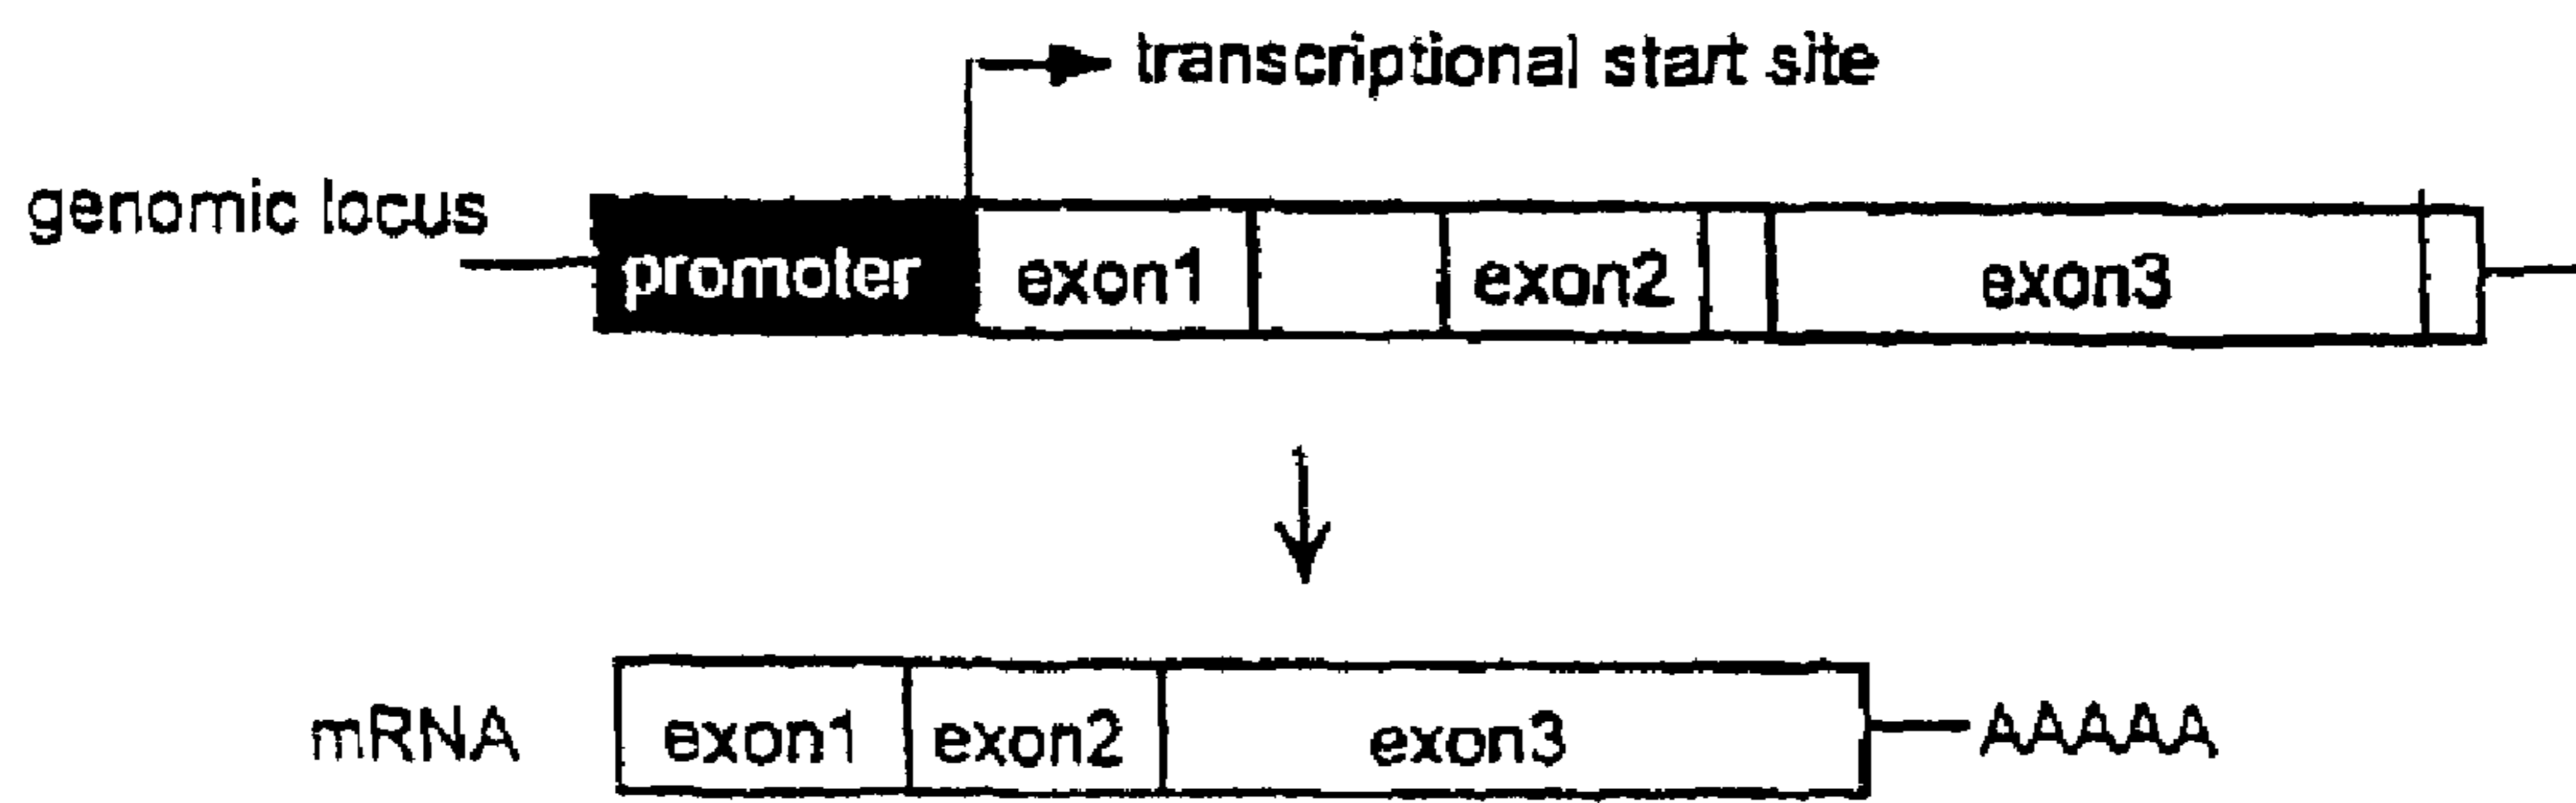 transcriptional start site
genomic locus
promoter exon1 exon2 exon3
mRNA exon1 exon2 exon3 AAAAA